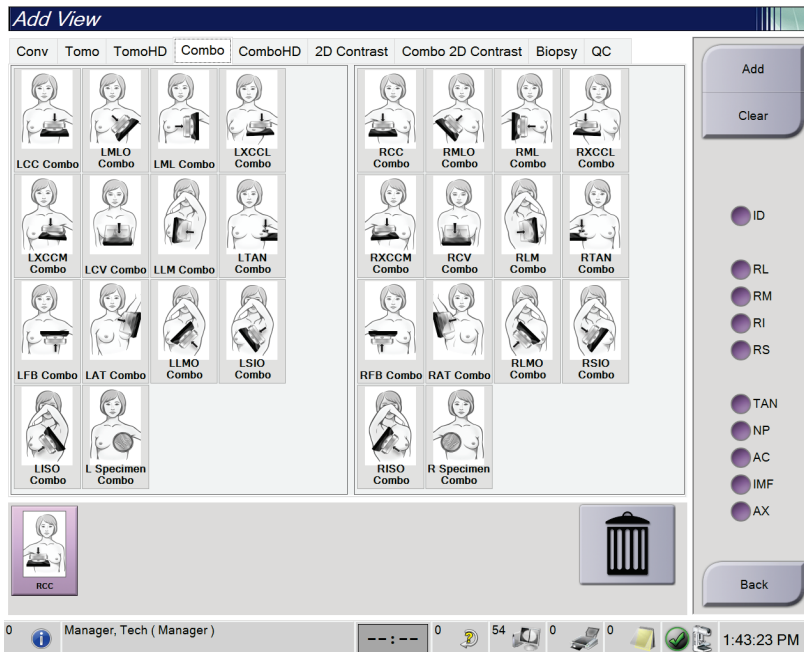 Add View
Conv Tomo TomoHD Combo ComboHD 2D Contrast Combo 2D Contrast Biopsy QC
LCC Combo
LMLO
Combo
LML Combo
LXCCL
Combo
LXCCM
Combo
LCV Combo
LLM Combo
LTAN
Combo
LFB Combo
LAT Combo
LLMO
Combo
LSIO
Combo
LISO
Combo
L Specimen
Combo
RCC
Combo
RMLO
Combo
RML
Combo
RXCCL
Combo
RXCCM
Combo
RCV
Combo
RLM
Combo
RTAN
Combo
RFB Combo
RAT Combo
RLMO
Combo
RSIO
Combo
RISO
Combo
R Specimen
Combo
RCC
Add
Clear
ID
RL
RM
RI
RS
TAN
NP
AC
IMF
AX
Back
0 Manager, Tech ( Manager ) --:-- 0 54 0 0 1:43:23 PM